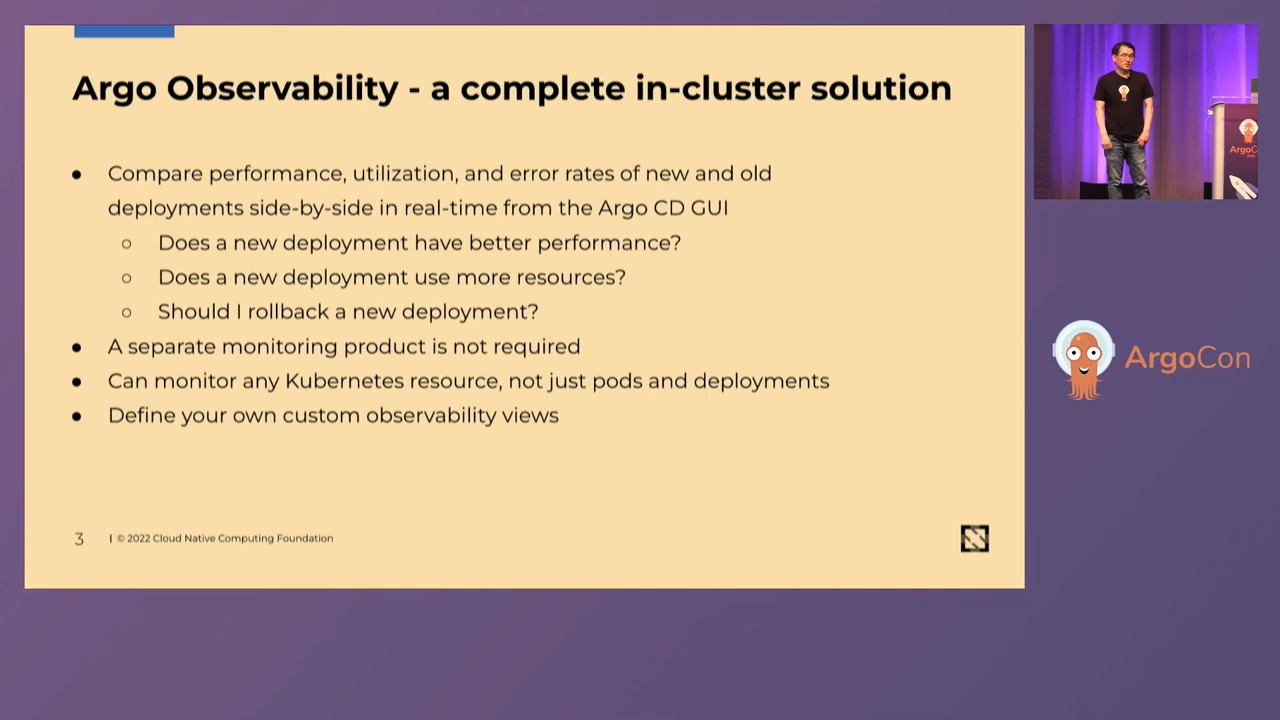 Argo Observability - a complete in-cluster solution
● Compare performance, utilization, and error rates of new and old
deployments side-by-side in real-time from the Argo CD GUI
○ Does a new deployment have better performance?
○ Does a new deployment use more resources?
○ Should I rollback a new deployment?
● A separate monitoring product is not required
● Can monitor any Kubernetes resource, not just pods and deployments
● Define your own custom observability views
3 | © 2022 Cloud Native Computing Foundation
ArgoCon